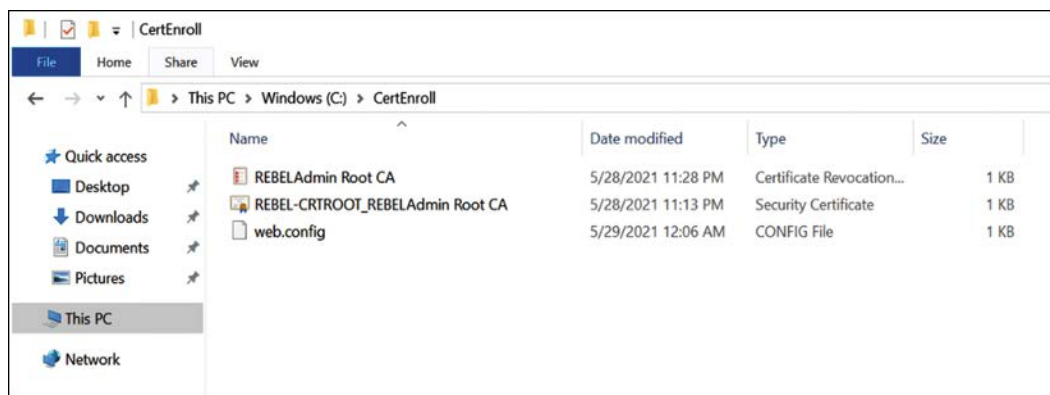 CertEnroll
File Home Share View
This PC > Windows (C:) > CertEnroll
Name Date modified Type Size
Quick access
Desktop
Downloads
Documents
Pictures
This PC
Network
REBELAdmin Root CA 5/28/2021 11:28 PM Certificate Revocation... 1 KB
REBEL-CRTROOT_REBELAdmin Root CA 5/28/2021 11:13 PM Security Certificate 1 KB
web.config 5/29/2021 12:06 AM CONFIG File 1 KB